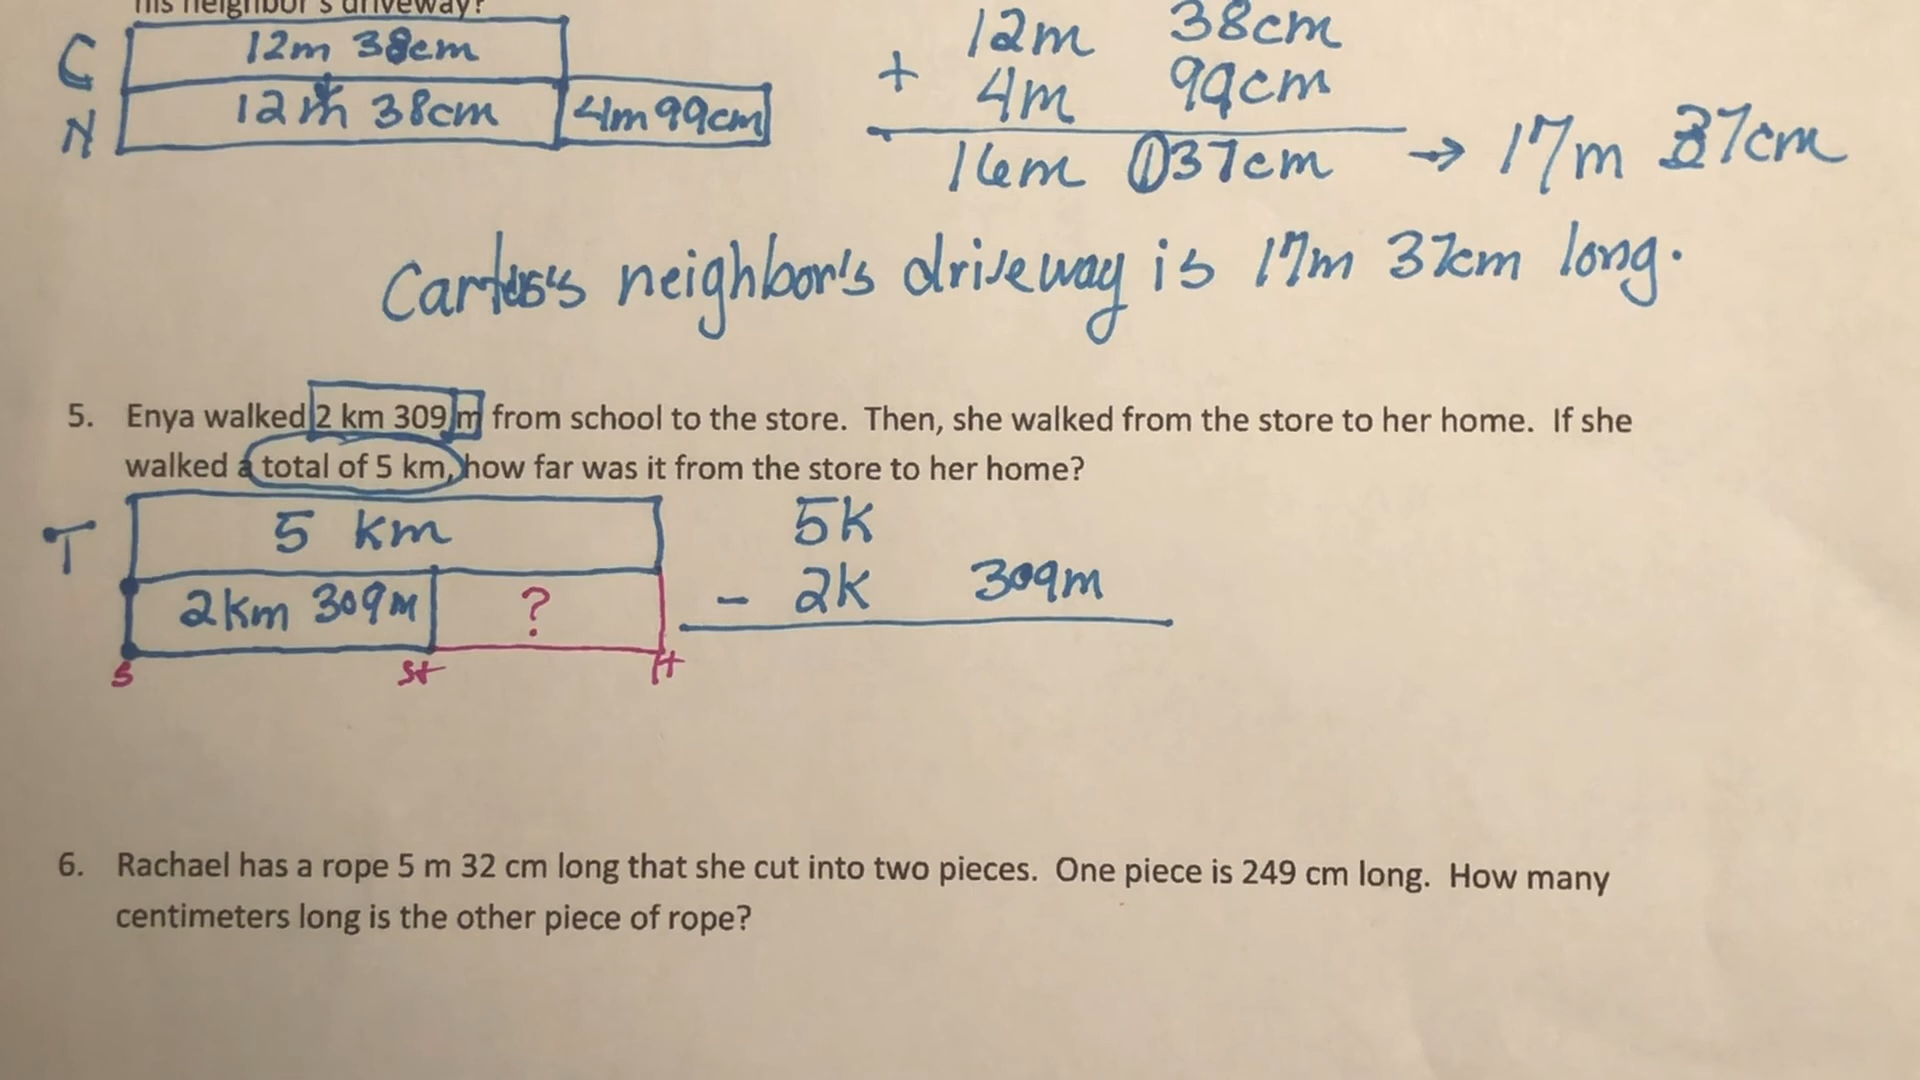 his neighbor's driveway?
C 12m 38cm
N 12m 38cm 4m 99cm
12m 38cm
+ 4m 99cm
16m 137cm → 17m 37cm
Carlos's neighbor's driveway is 17m 37cm long.
5. Enya walked 2 km 309 m from school to the store. Then, she walked from the store to her home. If she
walked a total of 5 km, how far was it from the store to her home?
T 5 km
2km 309m ?
S St H
5k
- 2k 309m
6. Rachael has a rope 5 m 32 cm long that she cut into two pieces. One piece is 249 cm long. How many
centimeters long is the other piece of rope?